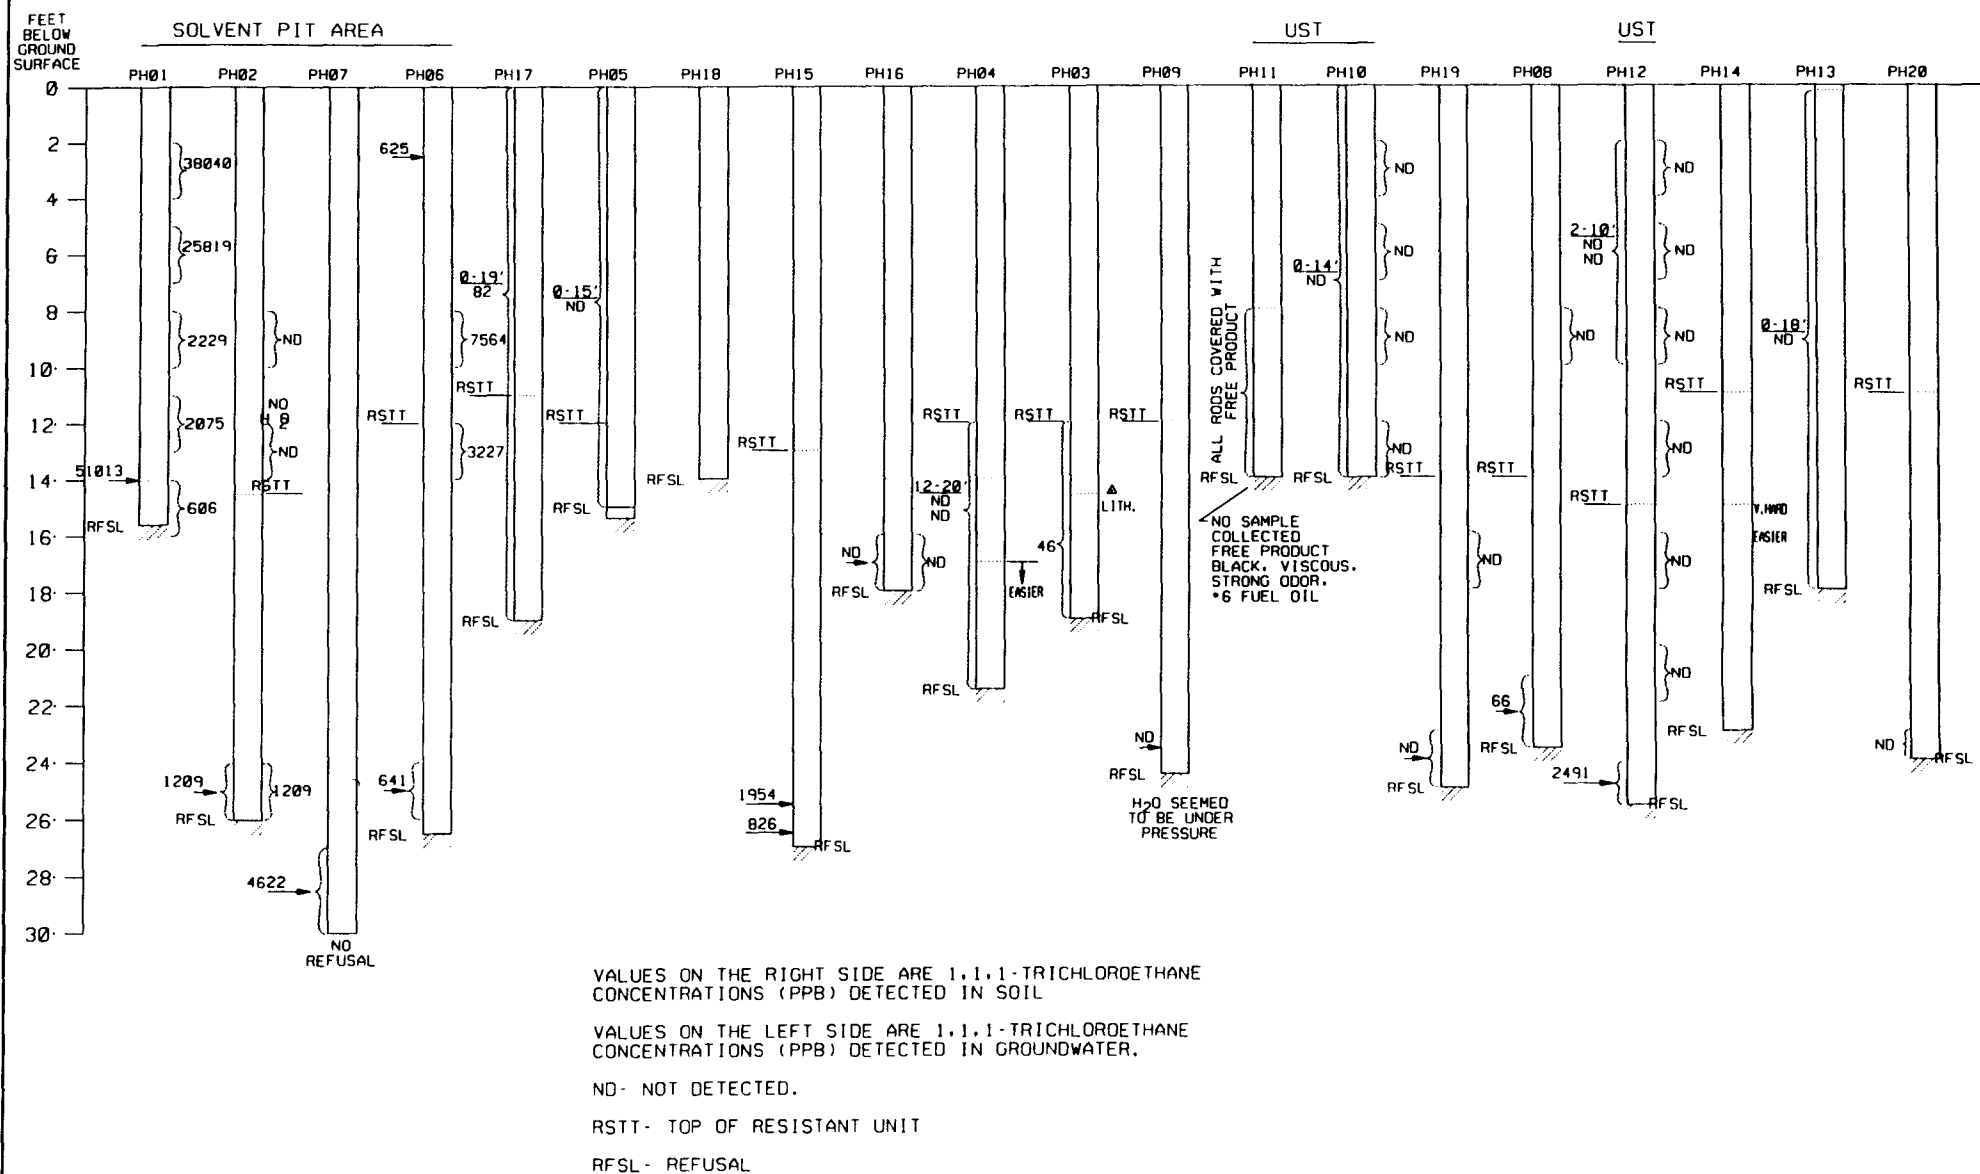 FEET
BELOW
GROUND
SURFACE
SOLVENT PIT AREA
UST
UST
PH01 PH02 PH07 PH06 PH17 PH05 PH18 PH15 PH16 PH04 PH03 PH09 PH11 PH10 PH19 PH08 PH12 PH14 PH13 PH20
0
2
4
6
8
10
12
14
16
18
20
22
24
26
28
30
38040
25819
2229
2075
51013
606
RFSL
ND
NO
H2O
ND
RSTT
1209
1209
RFSL
4622
NO
REFUSAL
625
7564
RSTT
3227
641
RFSL
0-19'
82
RSTT
RFSL
0-15'
ND
RSTT
RFSL
RFSL
RSTT
1954
826
RFSL
ND
ND
RFSL
RSTT
12-20'
ND
ND
EASIER
RFSL
RSTT
LITH.
46
RFSL
RSTT
ND
RFSL
H2O SEEMED
TO BE UNDER
PRESSURE
ALL RODS COVERED WITH
FREE PRODUCT
RFSL
NO SAMPLE
COLLECTED
FREE PRODUCT
BLACK, VISCOUS,
STRONG ODOR,
*6 FUEL OIL
0-14'
ND
ND
ND
ND
ND
RFSL
RSTT
ND
ND
RFSL
ND
RSTT
66
RFSL
2-10'
ND
ND
ND
ND
ND
RSTT
ND
ND
2491
RFSL
RSTT
V.HARD
EASIER
RFSL
0-18'
ND
RFSL
RSTT
ND
RFSL
VALUES ON THE RIGHT SIDE ARE 1,1,1-TRICHLOROETHANE
CONCENTRATIONS (PPB) DETECTED IN SOIL
VALUES ON THE LEFT SIDE ARE 1,1,1-TRICHLOROETHANE
CONCENTRATIONS (PPB) DETECTED IN GROUNDWATER.
ND- NOT DETECTED.
RSTT- TOP OF RESISTANT UNIT
RFSL- REFUSAL